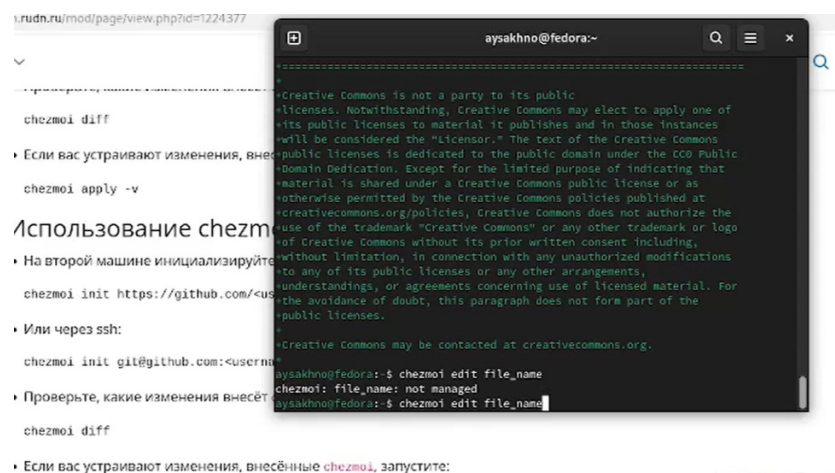 .rudn.ru/mod/page/view.php?id=1224377
chezmoi diff
• Если вас устраивают изменения,
chezmoi apply -v
Использование
• На второй машине инициализируйте
chezmoi init https://github.com/<us
• Или через ssh:
chezmoi init git@github.com:<userna
• Проверьте, какие изменения внесёт
chezmoi diff
• Если вас устраивают изменения, внесённые chezmoi, запустите:
aysakhno@fedora:~
+===========================================================================
+
+Creative Commons is not a party to its public
+licenses. Notwithstanding, Creative Commons may elect to apply one of
+its public licenses to material it publishes and in those instances
+will be considered the "Licensor." The text of the Creative Commons
+public licenses is dedicated to the public domain under the CC0 Public
+Domain Dedication. Except for the limited purpose of indicating that
+material is shared under a Creative Commons public license or as
+otherwise permitted by the Creative Commons policies published at
+creativecommons.org/policies, Creative Commons does not authorize the
+use of the trademark "Creative Commons" or any other trademark or logo
+of Creative Commons without its prior written consent including,
+without limitation, in connection with any unauthorized modifications
+to any of its public licenses or any other arrangements,
+understandings, or agreements concerning use of licensed material. For
+the avoidance of doubt, this paragraph does not form part of the
+public licenses.
+
+Creative Commons may be contacted at creativecommons.org.
aysakhno@fedora:~$ chezmoi edit file_name
chezmoi: file_name: not managed
aysakhno@fedora:~$ chezmoi edit file_name